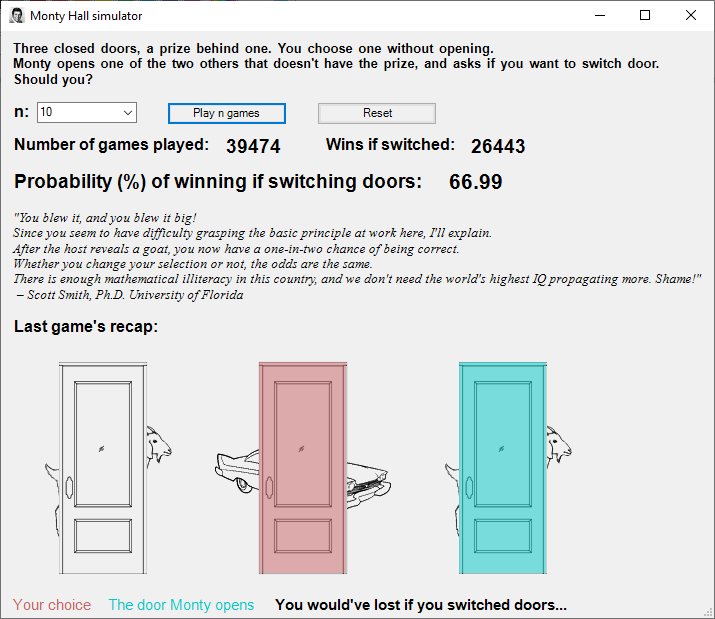 Monty Hall simulator
Three closed doors, a prize behind one. You choose one without opening.
Monty opens one of the two others that doesn't have the prize, and asks if you want to switch door.
Should you?
n: 10 Play n games Reset
Number of games played: 39474 Wins if switched: 26443
Probability (%) of winning if switching doors: 66.99
"You blew it, and you blew it big!
Since you seem to have difficulty grasping the basic principle at work here, I'll explain.
After the host reveals a goat, you now have a one-in-two chance of being correct.
Whether you change your selection or not, the odds are the same.
There is enough mathematical illiteracy in this country, and we don't need the world's highest IQ propagating more. Shame!"
– Scott Smith, Ph.D. University of Florida
Last game's recap:
Your choice The door Monty opens You would've lost if you switched doors...